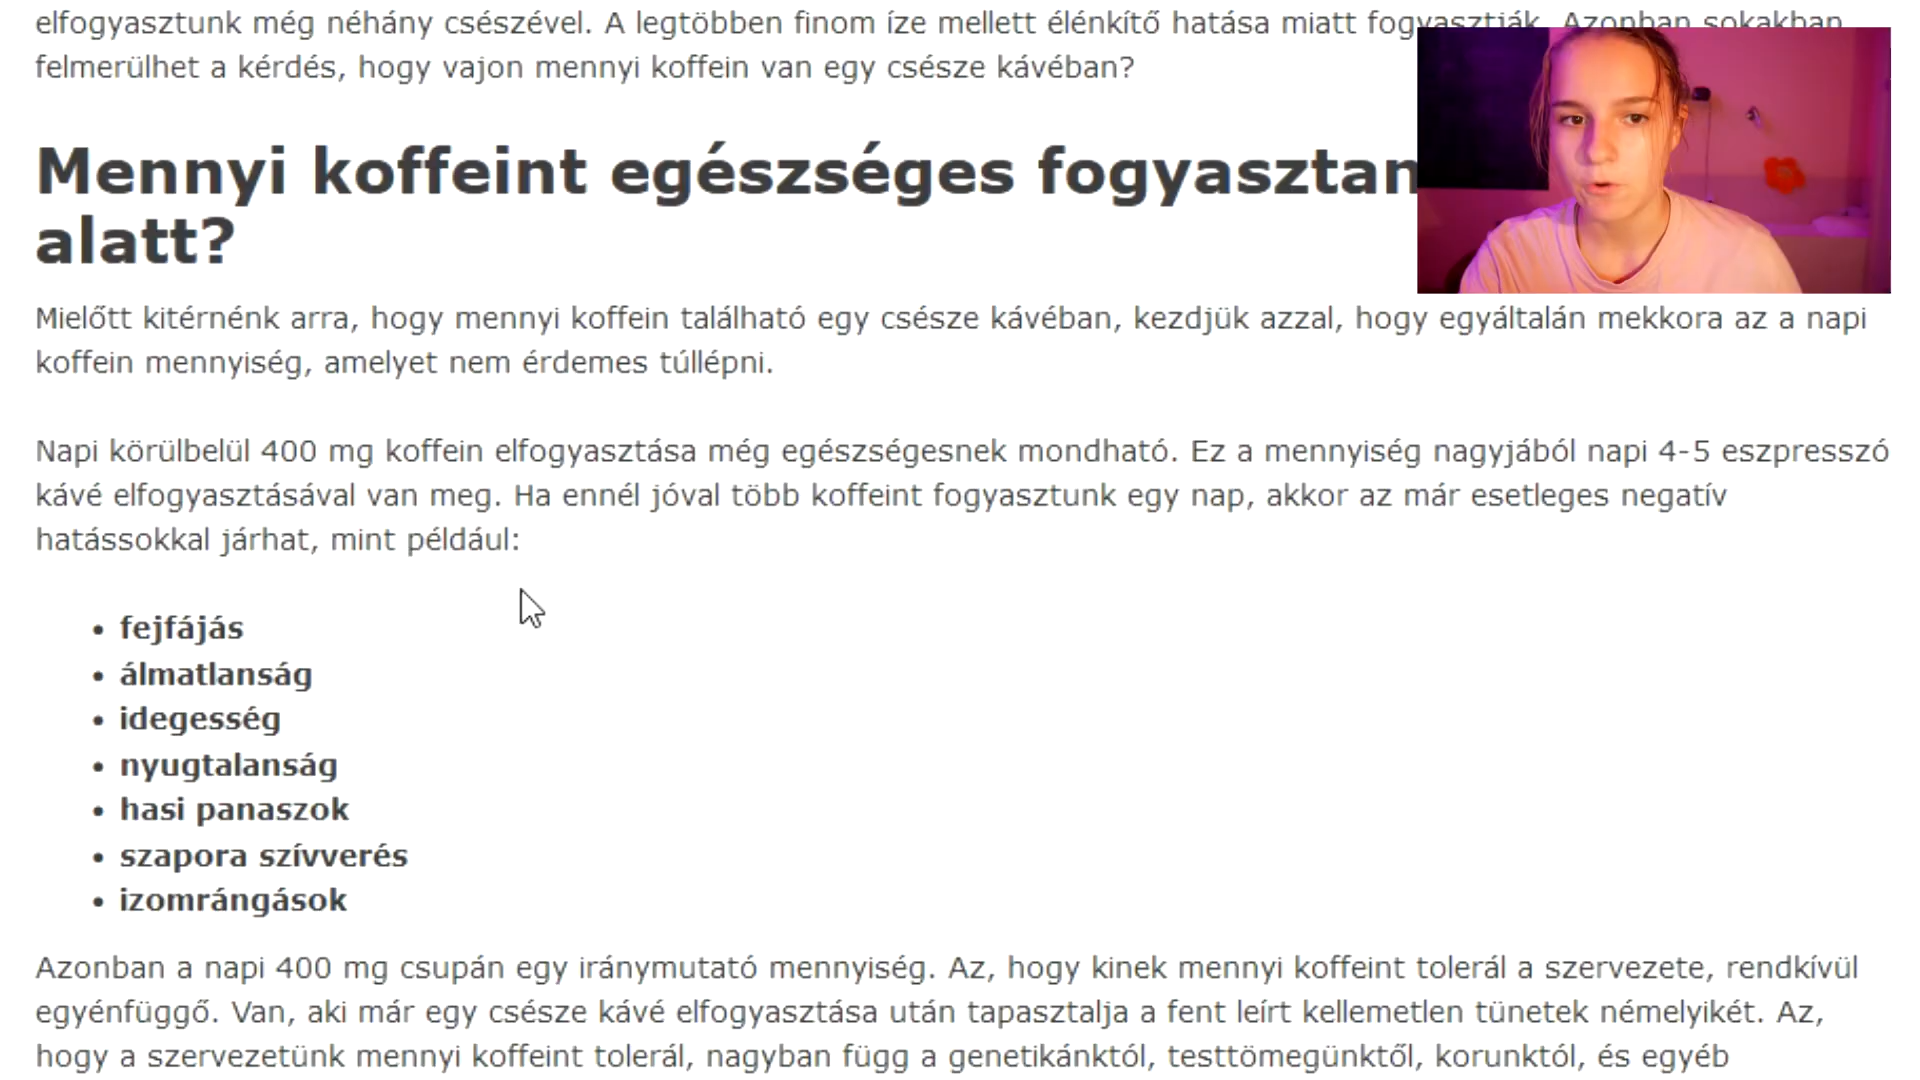 elfogyasztunk még néhány csészével. A legtöbben finom íze mellett élénkítő hatása miatt fogyasztják. Azonban sokakban
felmerülhet a kérdés, hogy vajon mennyi koffein van egy csésze kávéban?
Mennyi koffeint egészséges fogyasztan
alatt?
Mielőtt kitérnénk arra, hogy mennyi koffein található egy csésze kávéban, kezdjük azzal, hogy egyáltalán mekkora az a napi
koffein mennyiség, amelyet nem érdemes túllépni.
Napi körülbelül 400 mg koffein elfogyasztása még egészségesnek mondható. Ez a mennyiség nagyjából napi 4-5 eszpresszó
kávé elfogyasztásával van meg. Ha ennél jóval több koffeint fogyasztunk egy nap, akkor az már esetleges negatív
hatássokkal járhat, mint például:
• fejfájás
• álmatlanság
• idegesség
• nyugtalanság
• hasi panaszok
• szapora szívverés
• izomrángások
Azonban a napi 400 mg csupán egy iránymutató mennyiség. Az, hogy kinek mennyi koffeint tolerál a szervezete, rendkívül
egyénfüggő. Van, aki már egy csésze kávé elfogyasztása után tapasztalja a fent leírt kellemetlen tünetek némelyikét. Az,
hogy a szervezetünk mennyi koffeint tolerál, nagyban függ a genetikánktól, testtömegünktől, korunktól, és egyéb